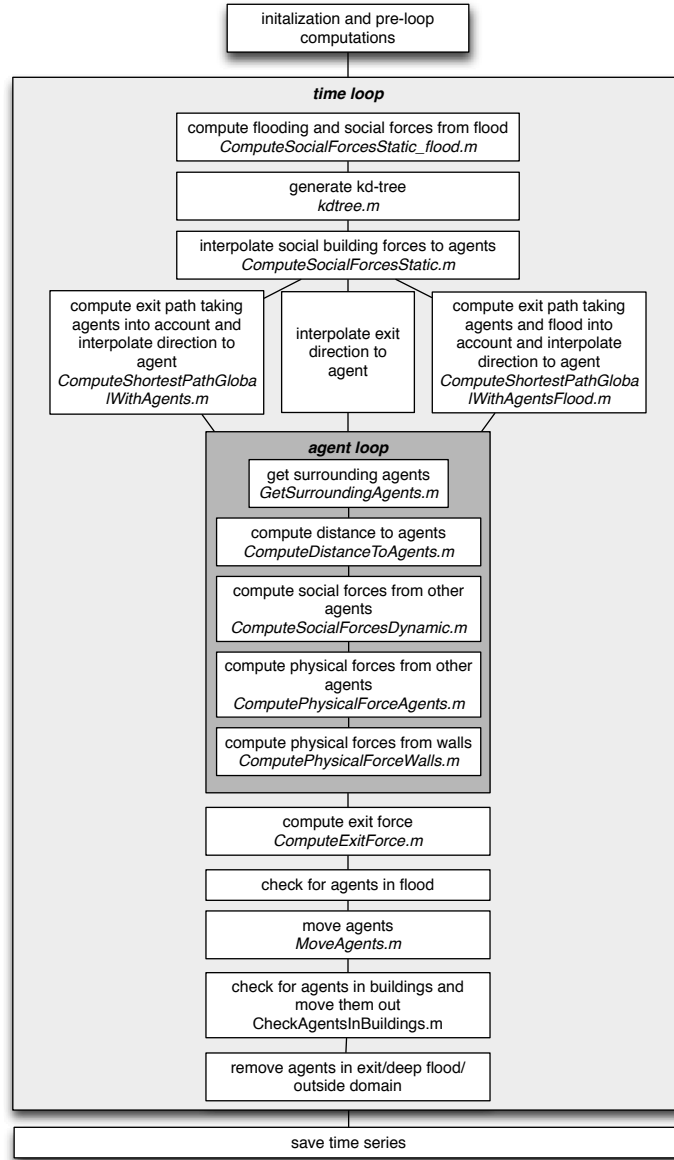 initalization and pre-loop
computations
time loop
compute flooding and social forces from flood
ComputeSocialForcesStatic_flood.m
generate kd-tree
kdtree.m
interpolate social building forces to agents
ComputeSocialForcesStatic.m
compute exit path taking
agents into account and
interpolate direction to
agent
ComputeShortestPathGloba
lWithAgents.m
interpolate exit
direction to
agent
compute exit path taking
agents and flood into
account and interpolate
direction to agent
ComputeShortestPathGloba
lWithAgentsFlood.m
agent loop
get surrounding agents
GetSurroundingAgents.m
compute distance to agents
ComputeDistanceToAgents.m
compute social forces from other
agents
ComputeSocialForcesDynamic.m
compute physical forces from other
agents
ComputePhysicalForceAgents.m
compute physical forces from walls
ComputePhysicalForceWalls.m
compute exit force
ComputeExitForce.m
check for agents in flood
move agents
MoveAgents.m
check for agents in buildings and
move them out
CheckAgentsInBuildings.m
remove agents in exit/deep flood/
outside domain
save time series